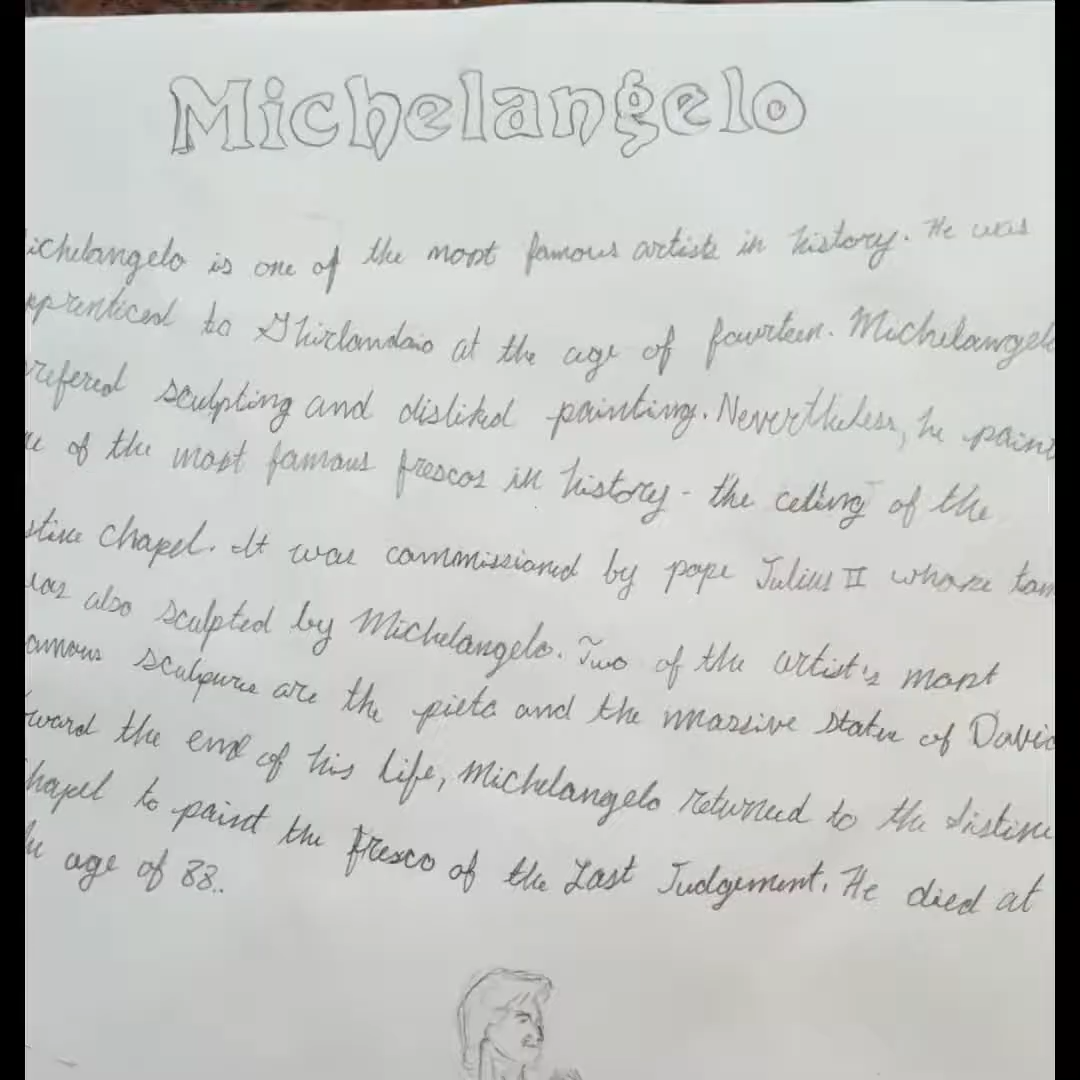 Michelangelo
ichelangelo is one of the most famous artists in history. He was
pprenticed to Ghirlandaio at the age of fourteen. Michelangelo
refered sculpting and disliked painting. Nevertheless, he paint
e of the most famous frescos in history - the celing of the
stine Chapel. It was commissioned by pope Julius II whose tom
was also sculpted by Michelangelo. Two of the artist's most
amous sculpures are the pieta and the massive statue of David
ward the end of his life, Michelangelo returned to the Sistine
hapel to paint the fresco of the Last Judgement. He died at
he age of 88..